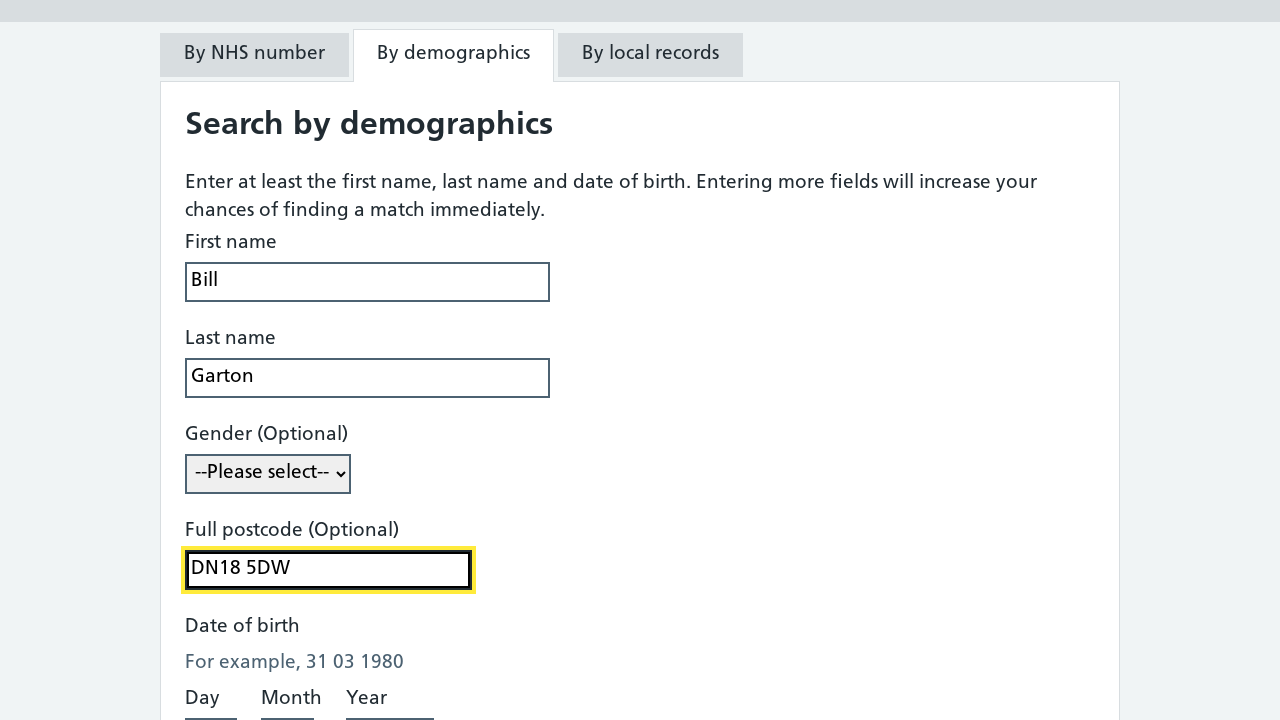 By NHS number
By demographics
By local records
Search by demographics
Enter at least the first name, last name and date of birth. Entering more fields will increase your
chances of finding a match immediately.
First name
Bill
Last name
Garton
Gender (Optional)
--Please select--
Full postcode (Optional)
DN18 5DW
Date of birth
For example, 31 03 1980
Day
Month
Year